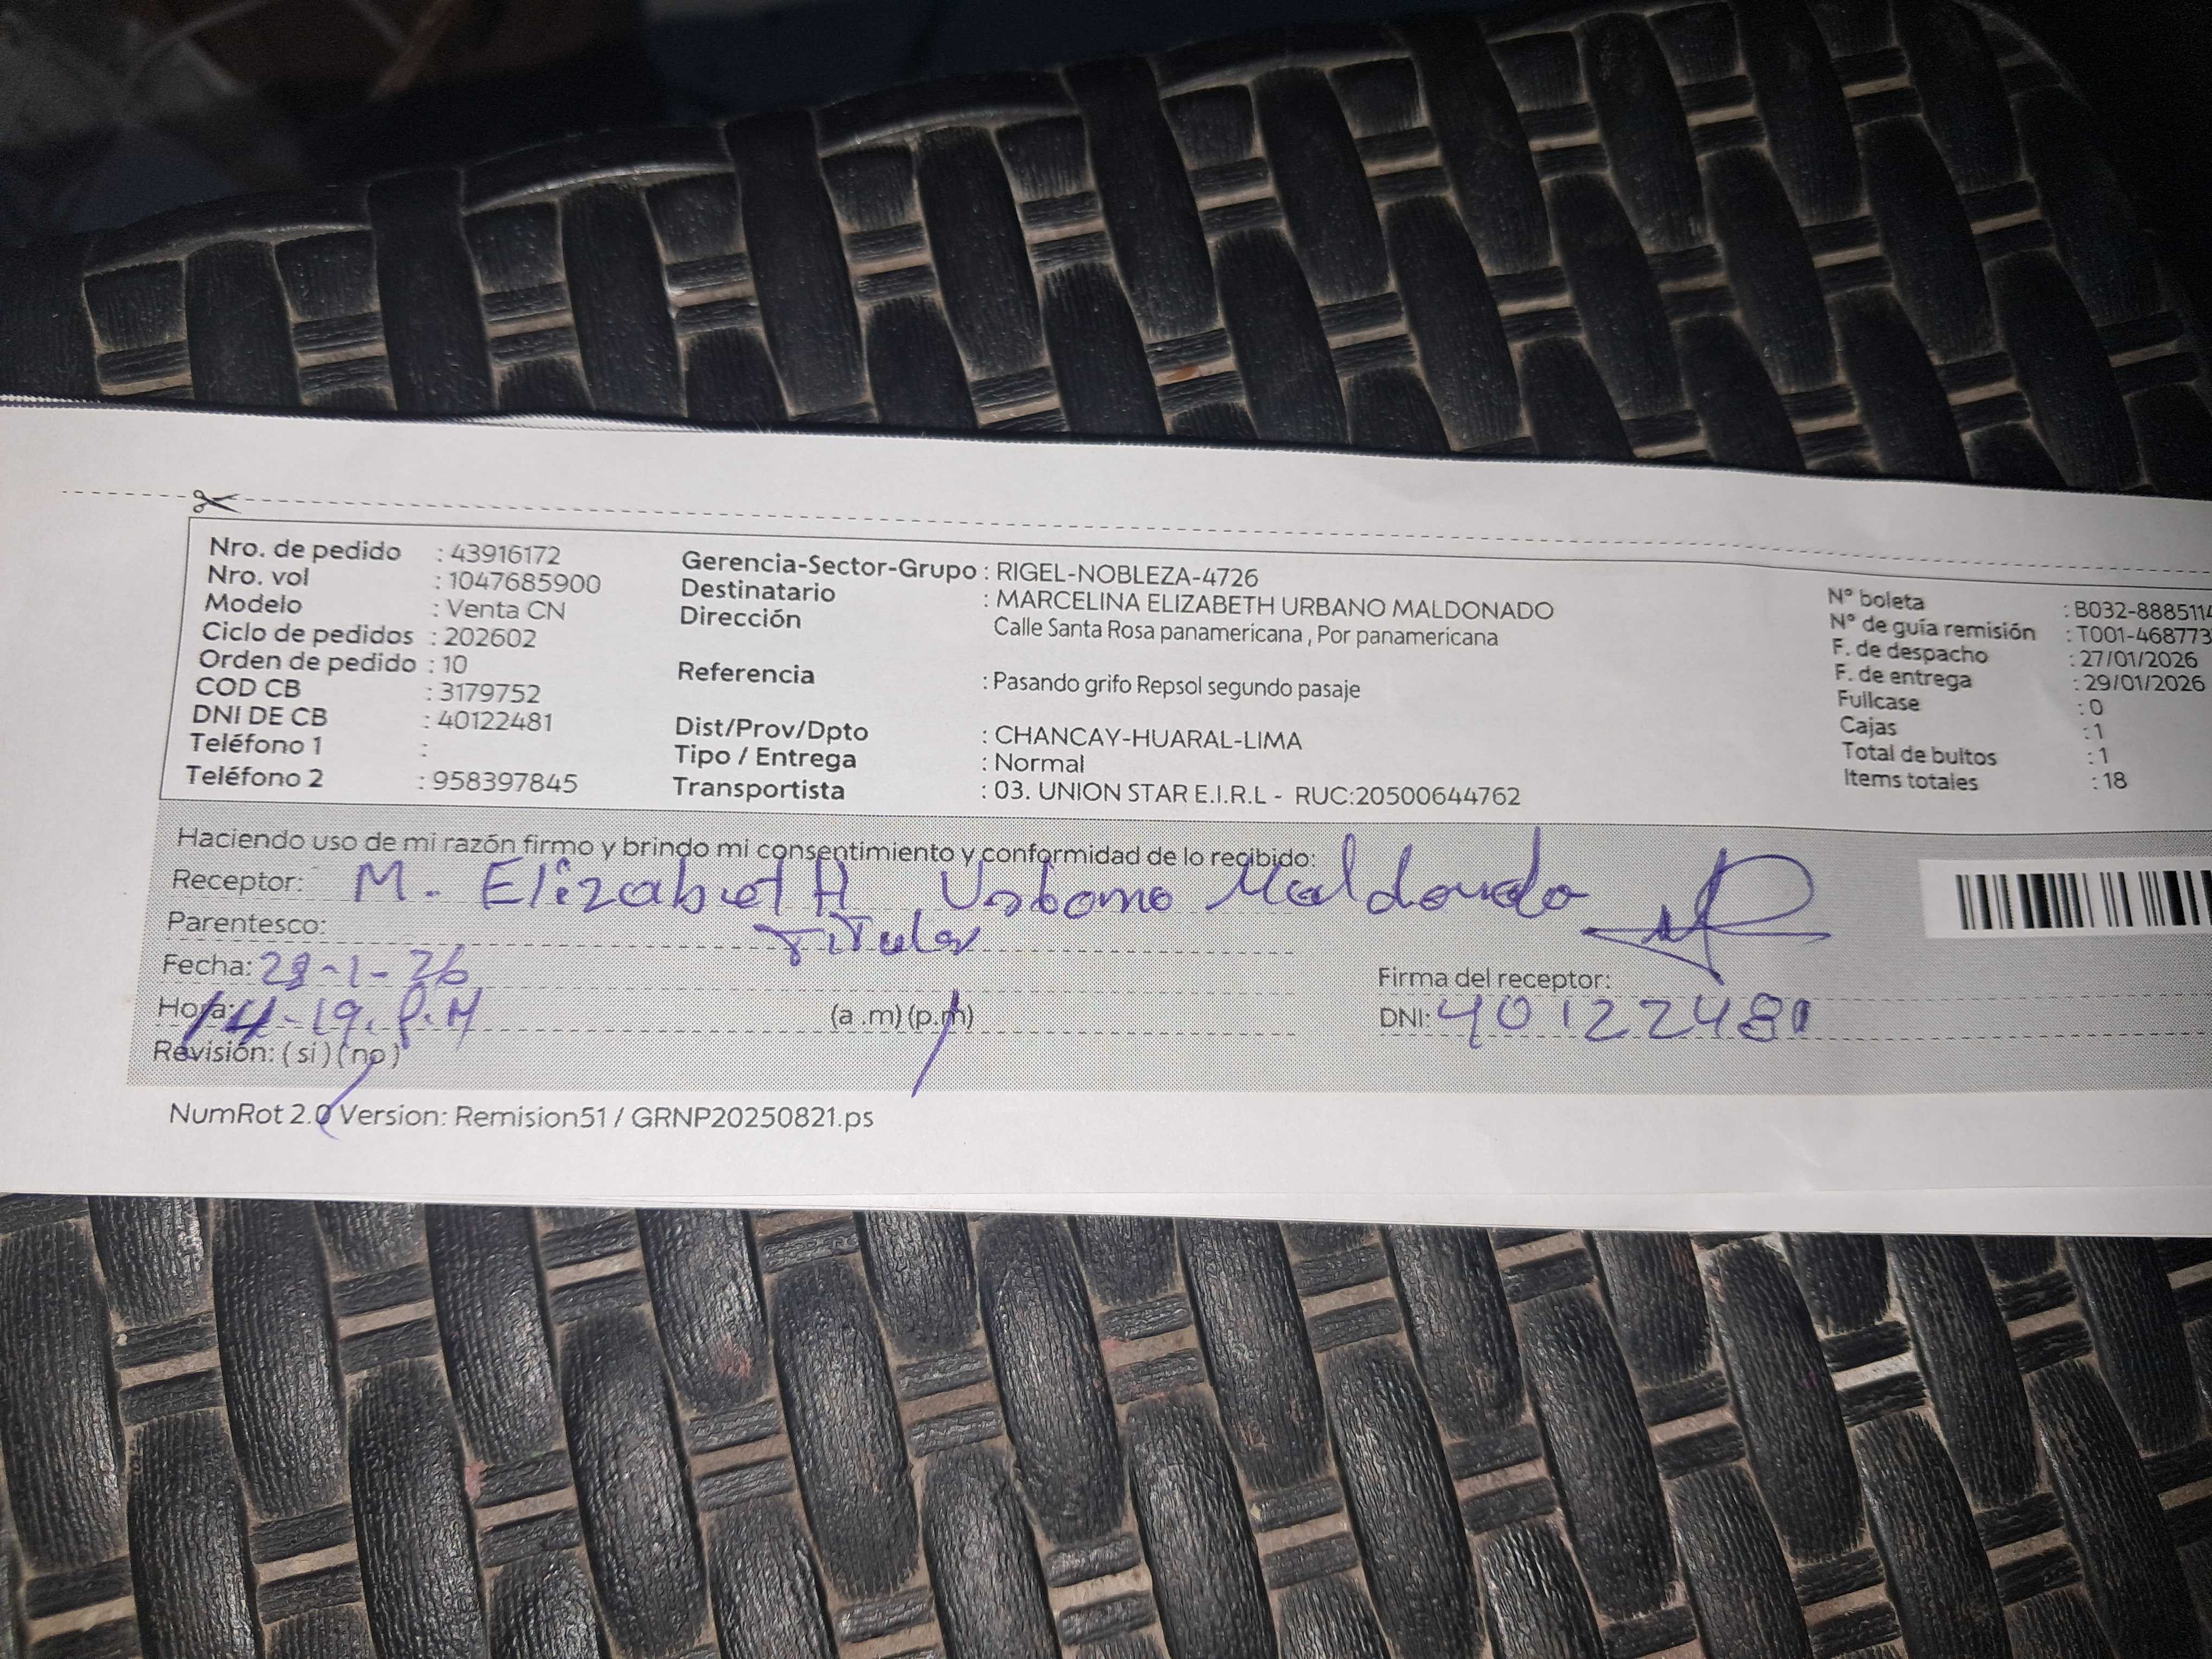 Nro. de pedido : 43916172
Nro. vol : 1047685900
Modelo : Venta CN
Ciclo de pedidos : 202602
Orden de pedido : 10
COD CB : 3179752
DNI DE CB : 40122481
Teléfono 1 :
Teléfono 2 : 958397845
Gerencia-Sector-Grupo : RIGEL-NOBLEZA-4726
Destinatario : MARCELINA ELIZABETH URBANO MALDONADO
Dirección Calle Santa Rosa panamericana , Por panamericana
Referencia : Pasando grifo Repsol segundo pasaje
Dist/Prov/Dpto : CHANCAY-HUARAL-LIMA
Tipo / Entrega : Normal
Transportista : 03. UNION STAR E.I.R.L - RUC:20500644762
N° boleta : B032-8885114
N° de guía remisión : T001-468773
F. de despacho : 27/01/2026
F. de entrega : 29/01/2026
Fullcase : 0
Cajas : 1
Total de bultos : 1
Items totales : 18
Haciendo uso de mi razón firmo y brindo mi consentimiento y conformidad de lo recibido:
Receptor: M. Elizabeth Urbano Maldonado
Parentesco: Titular
Fecha: -1-26
Firma del receptor:
Hora: 14-19. P.M (a .m) (p.m)
DNI: 40122481
Revisión: ( si ) ( no )
NumRot 2.0 Version: Remision51 / GRNP20250821.ps